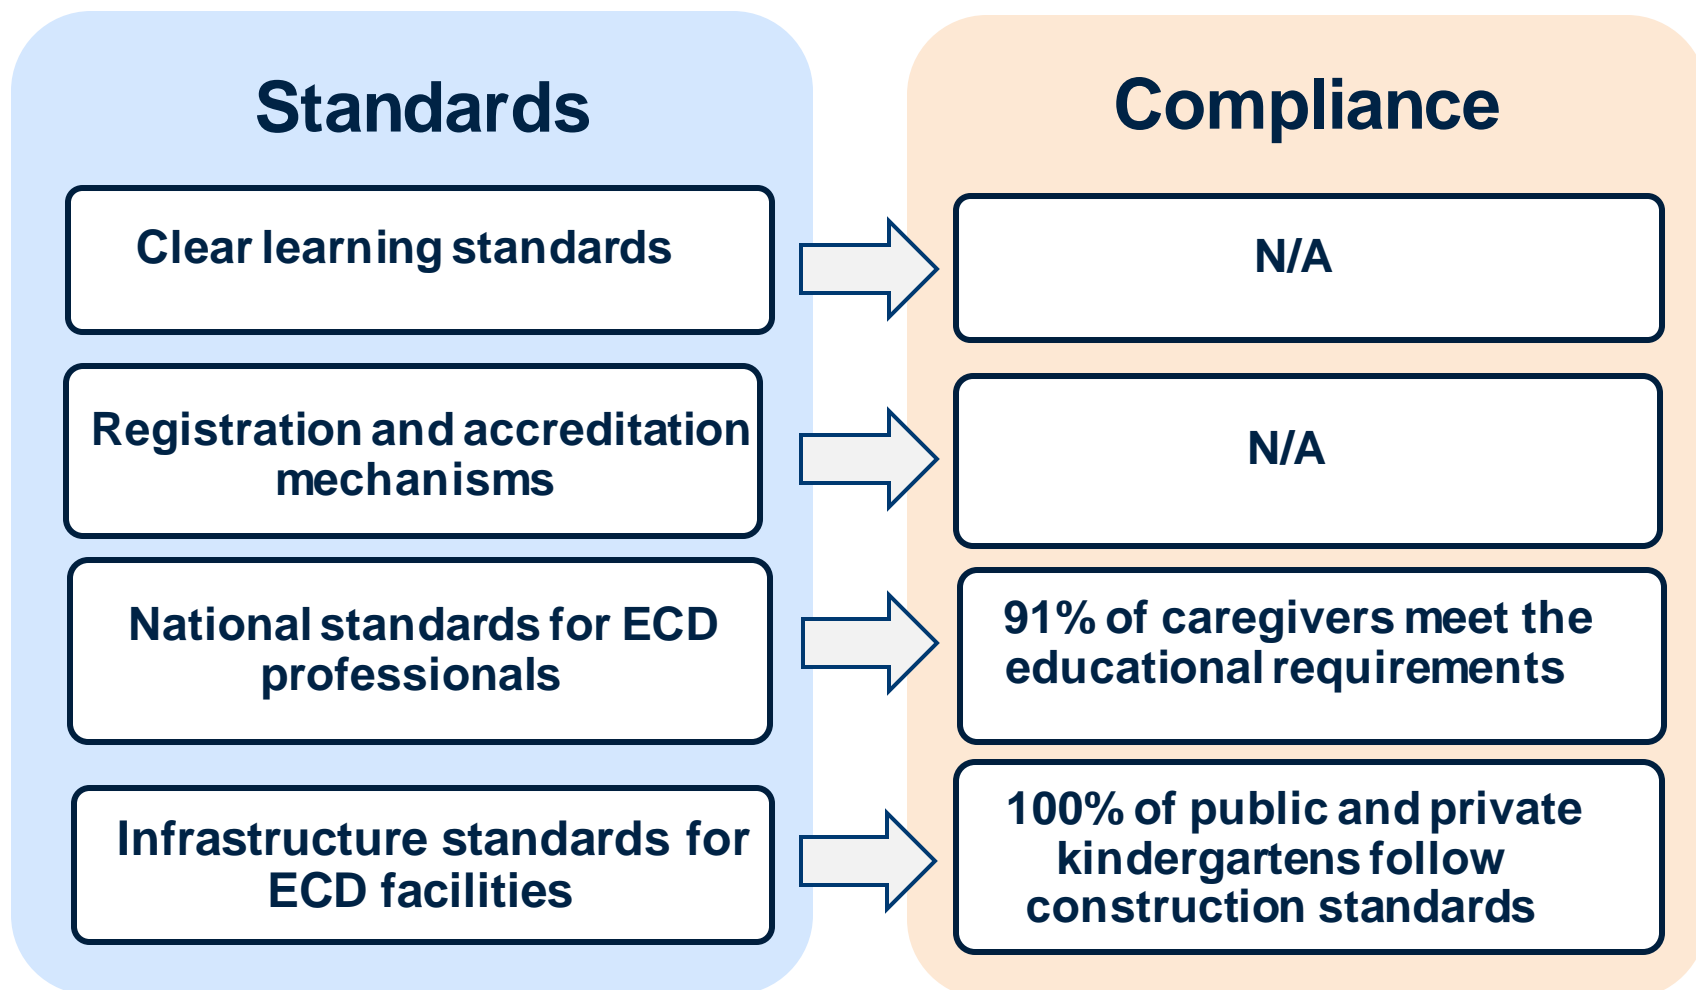 Standards
Clear learning standards
Registration and accreditation
mechanisms
National standards for ECD
professionals
Infrastructure standards for
ECD facilities
Compliance
N/A
N/A
91% of caregivers meet the
educational requirements
100% of public and private
kindergartens follow
construction standards